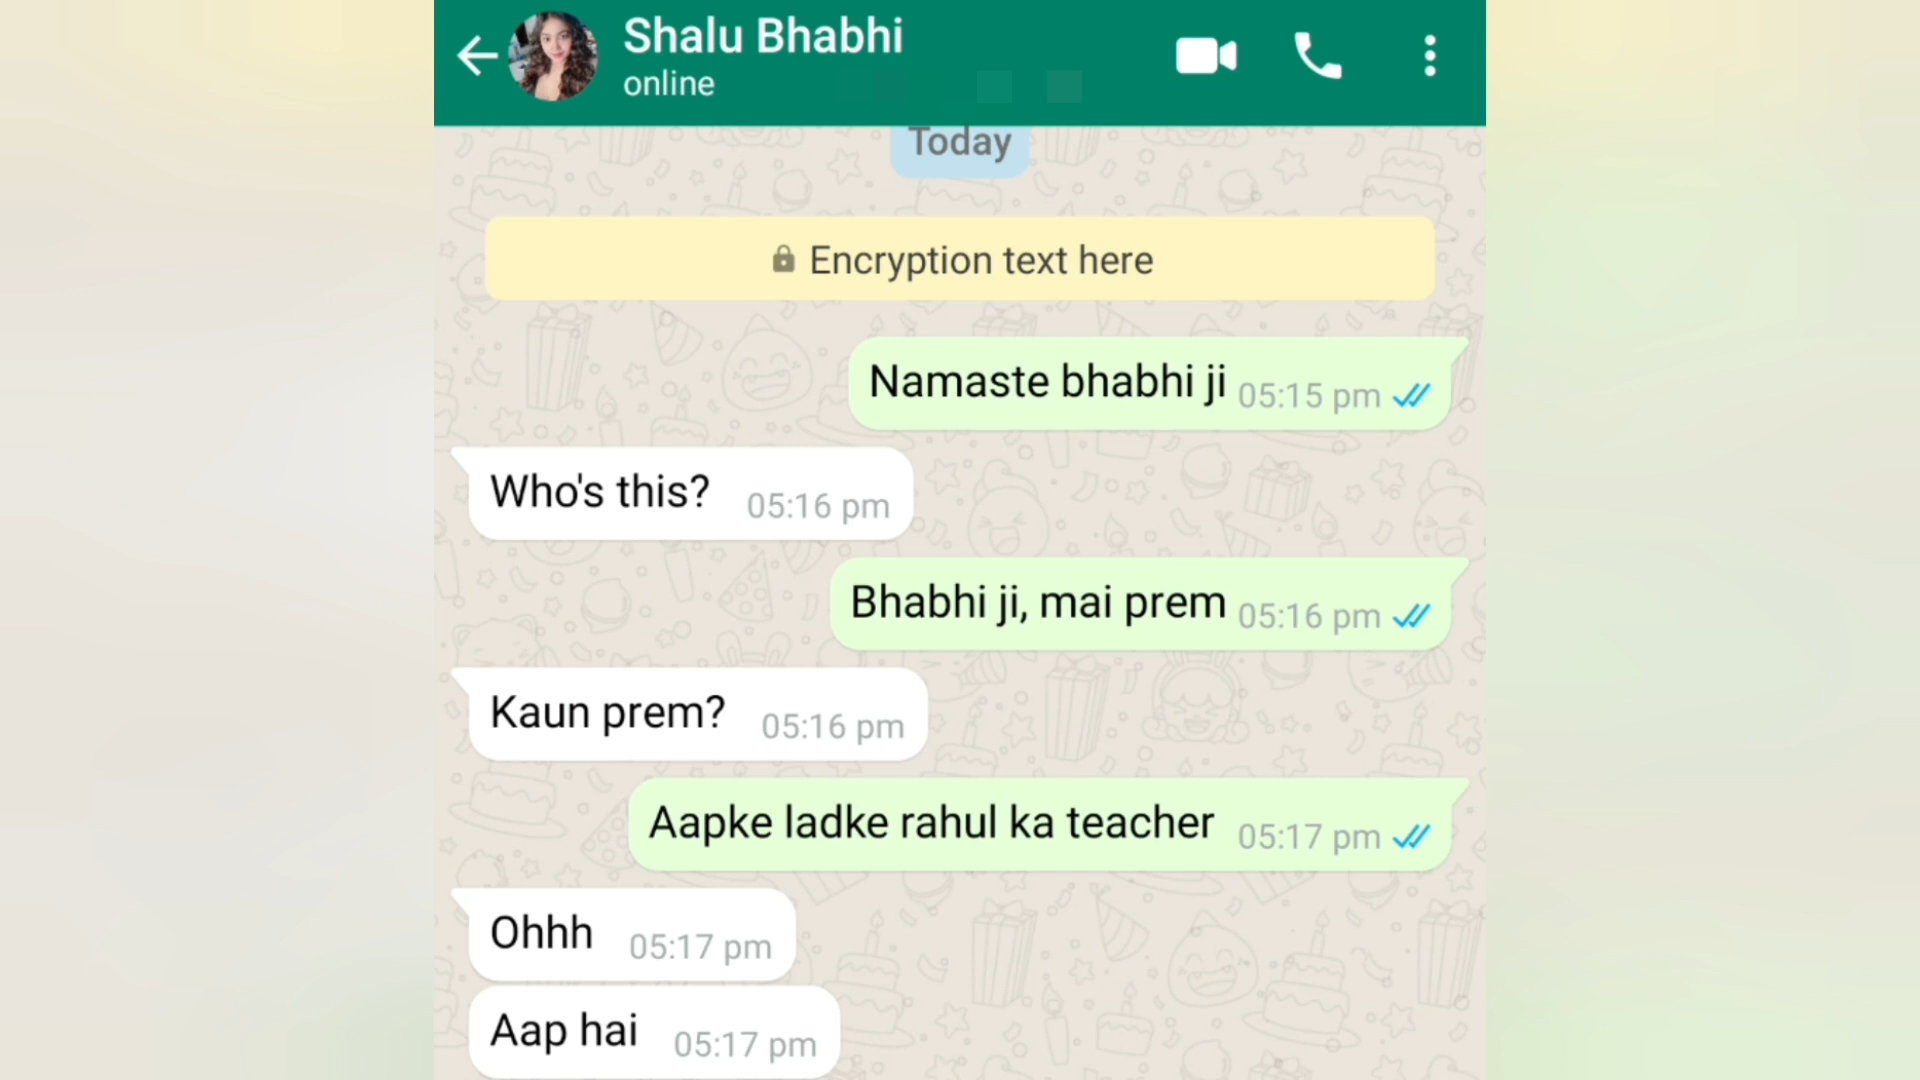 Shalu Bhabhi
online
Today
Encryption text here
Namaste bhabhi ji 05:15 pm
Who's this? 05:16 pm
Bhabhi ji, mai prem 05:16 pm
Kaun prem? 05:16 pm
Aapke ladke rahul ka teacher 05:17 pm
Ohhh 05:17 pm
Aap hai 05:17 pm